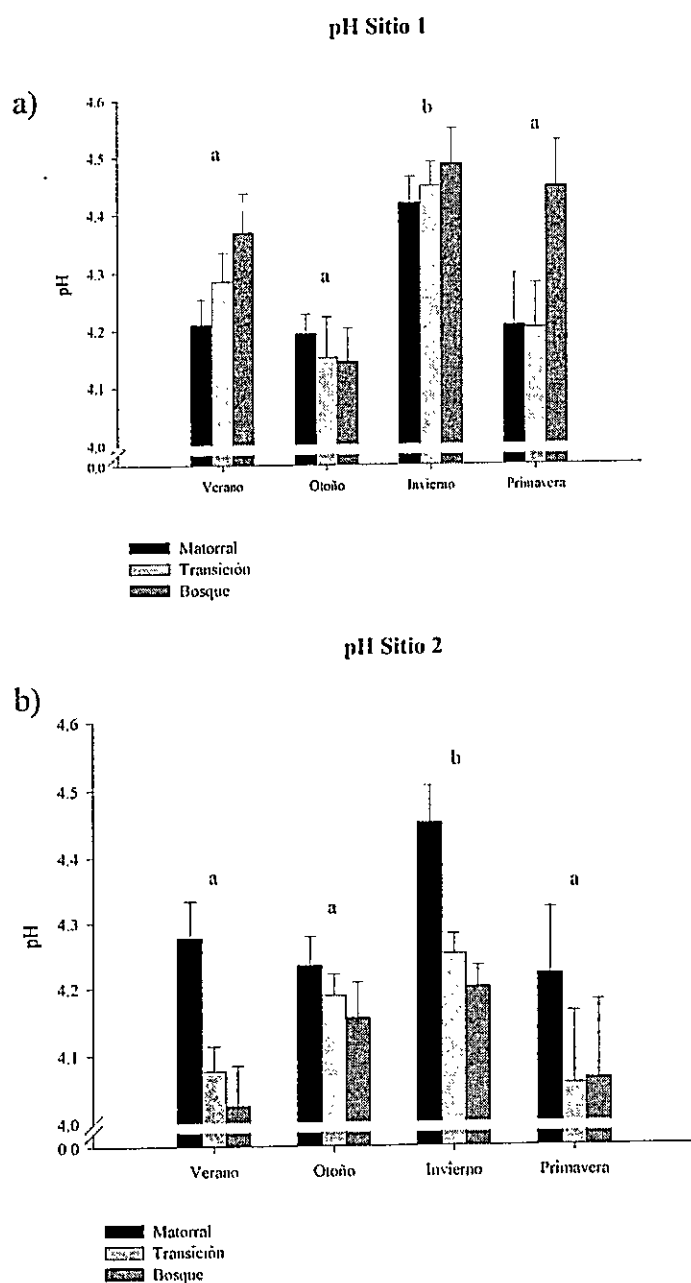 pH Sitio 1
a)
4.6
4.5
4.4
4.3
4.2
4.1
4.0
0.0
pH
a
a
b
a
Verano Otoño Invierno Primavera
Matorral
Transición
Bosque
pH Sitio 2
b)
4.6
4.5
4.4
4.3
4.2
4.1
4.0
0.0
pH
a
a
b
a
Verano Otoño Invierno Primavera
Matorral
Transición
Bosque